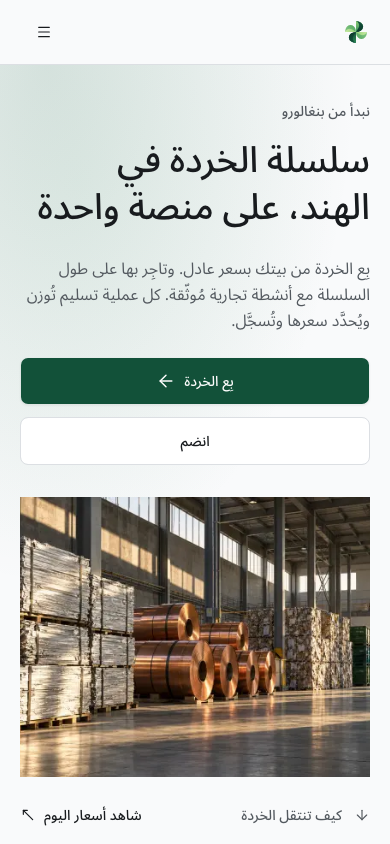 نبدأ من بنغالورو
سلسلة الخردة في
الهند، على منصة واحدة
بِع الخردة من بيتك بسعر عادل. وتاجِر بها على طول
السلسلة مع أنشطة تجارية مُوثّقة. كل عملية تسليم تُوزن
ويُحدَّد سعرها وتُسجَّل.
بِع الخردة
انضم
كيف تنتقل الخردة
شاهد أسعار اليوم